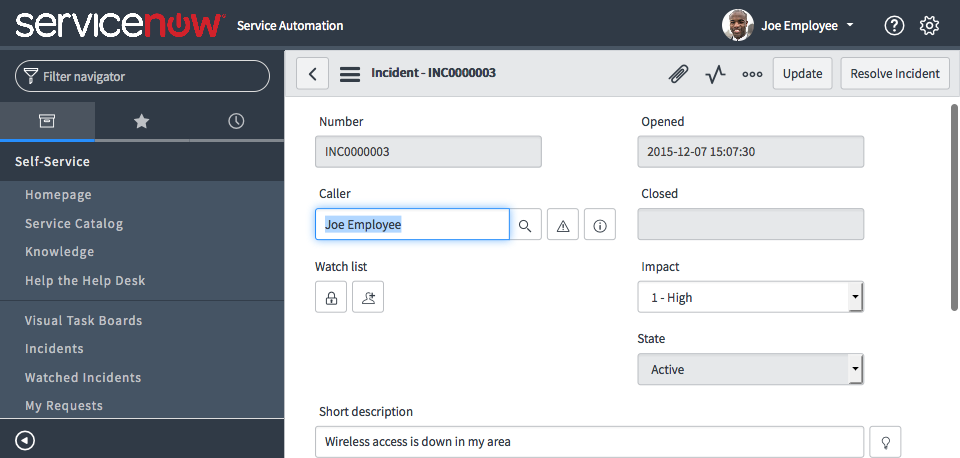 servicenow Service Automation Joe Employee
Filter navigator
Incident - INC0000003 Update Resolve Incident
Self-Service
Homepage
Service Catalog
Knowledge
Help the Help Desk
Visual Task Boards
Incidents
Watched Incidents
My Requests
Number Opened
INC0000003 2015-12-07 15:07:30
Caller Closed
Joe Employee
Watch list Impact
1 - High
State
Active
Short description
Wireless access is down in my area